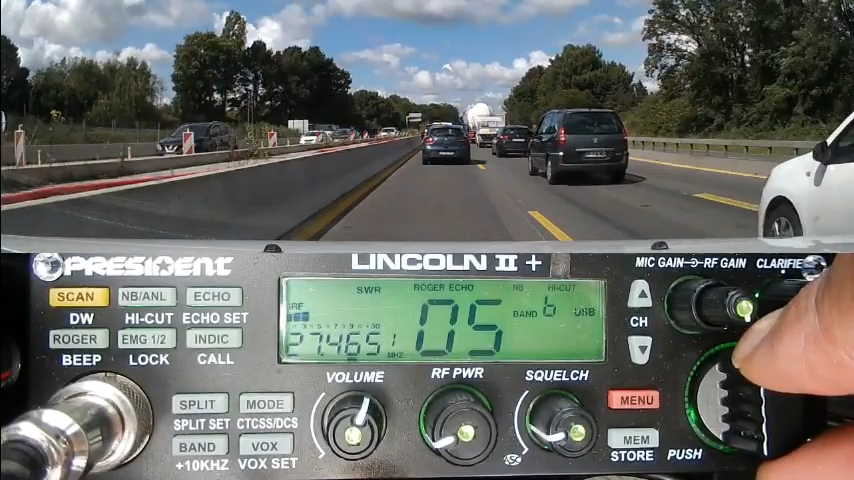 PRESIDENT
LINCOLN II +
MIC GAIN RF GAIN CLARIFIE
SCAN NB/ANL ECHO
DW HI-CUT ECHO SET
ROGER EMG 1/2 INDIC
BEEP LOCK CALL
SWR ROGER ECHO NB HI-CUT
05 BAND b USB
27.465 MHZ
CH
VOLUME RF PWR SQUELCH
SPLIT MODE
SPLIT SET CTCSS/DCS
BAND VOX
+10KHZ VOX SET
ASC
MENU
MEM
STORE PUSH